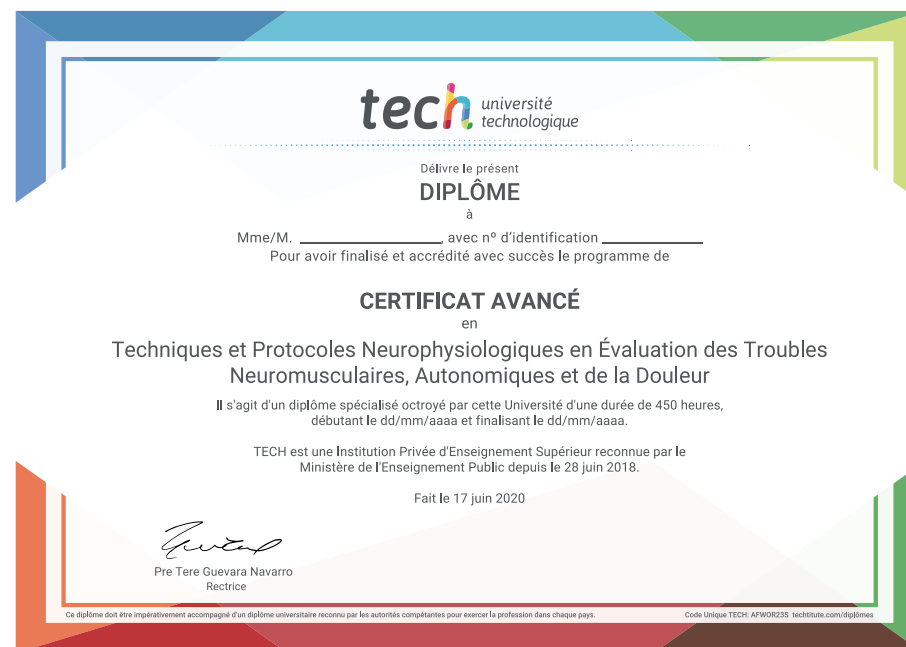 tech université
technologique
Délivre le présent
DIPLÔME
à
Mme/M. ____________________, avec nº d'identification ______________
Pour avoir finalisé et accrédité avec succès le programme de
CERTIFICAT AVANCÉ
en
Techniques et Protocoles Neurophysiologiques en Évaluation des Troubles
Neuromusculaires, Autonomiques et de la Douleur
Il s'agit d'un diplôme spécialisé octroyé par cette Université d'une durée de 450 heures,
débutant le dd/mm/aaaa et finalisant le dd/mm/aaaa.
TECH est une Institution Privée d'Enseignement Supérieur reconnue par le
Ministère de l'Enseignement Public depuis le 28 juin 2018.
Fait le 17 juin 2020
Pre Tere Guevara Navarro
Rectrice
Ce diplôme doit être impérativement accompagné d'un diplôme universitaire reconnu par les autorités compétentes pour exercer la profession dans chaque pays.
Code Unique TECH: AFWOR23S techtitute.com/diplômes